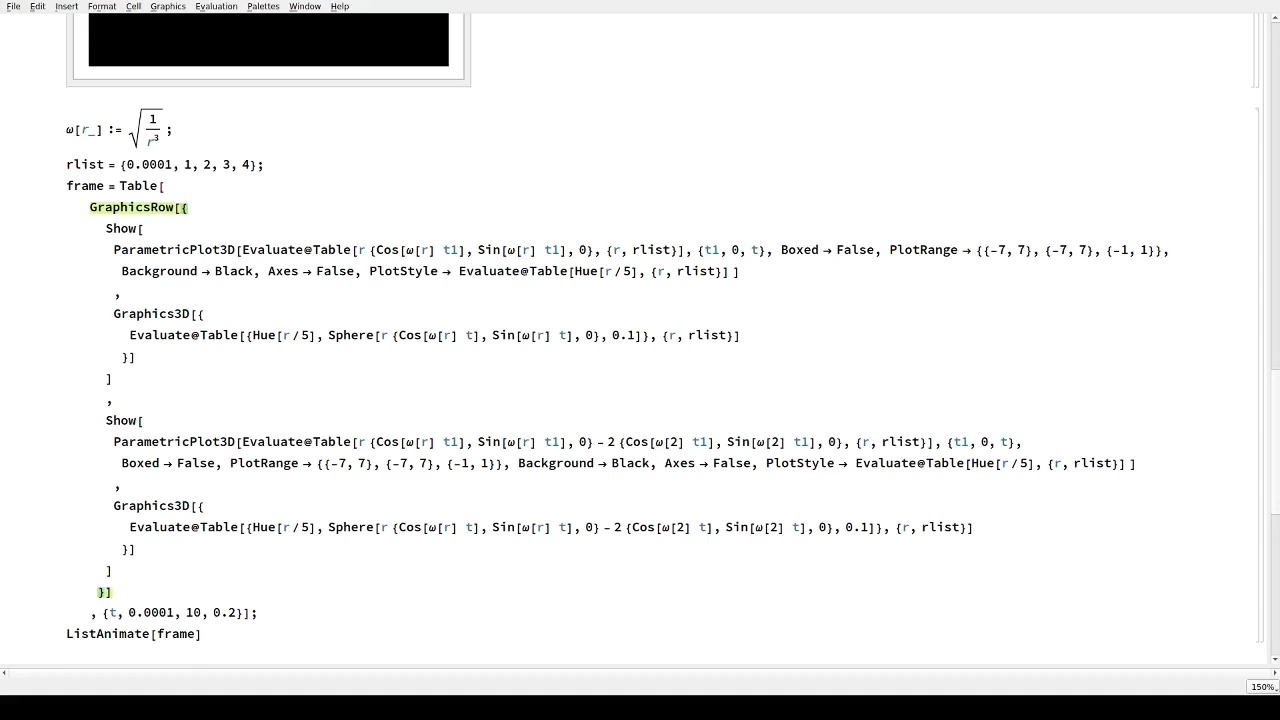 File Edit Insert Format Cell Graphics Evaluation Palettes Window Help
ω[r_] := √(1/r³) ;
rlist = {0.0001, 1, 2, 3, 4};
frame = Table[
GraphicsRow[{
Show[
ParametricPlot3D[Evaluate@Table[r {Cos[ω[r] t1], Sin[ω[r] t1], 0}, {r, rlist}], {t1, 0, t}, Boxed → False, PlotRange → {{-7, 7}, {-7, 7}, {-1, 1}},
Background → Black, Axes → False, PlotStyle → Evaluate@Table[Hue[r / 5], {r, rlist}] ]
,
Graphics3D[{
Evaluate@Table[{Hue[r / 5], Sphere[r {Cos[ω[r] t], Sin[ω[r] t], 0}, 0.1]}, {r, rlist}]
}]
]
,
Show[
ParametricPlot3D[Evaluate@Table[r {Cos[ω[r] t1], Sin[ω[r] t1], 0} - 2 {Cos[ω[2] t1], Sin[ω[2] t1], 0}, {r, rlist}], {t1, 0, t},
Boxed → False, PlotRange → {{-7, 7}, {-7, 7}, {-1, 1}}, Background → Black, Axes → False, PlotStyle → Evaluate@Table[Hue[r / 5], {r, rlist}] ]
,
Graphics3D[{
Evaluate@Table[{Hue[r / 5], Sphere[r {Cos[ω[r] t], Sin[ω[r] t], 0} - 2 {Cos[ω[2] t], Sin[ω[2] t], 0}, 0.1]}, {r, rlist}]
}]
]
}]
, {t, 0.0001, 10, 0.2}];
ListAnimate[frame]
150%